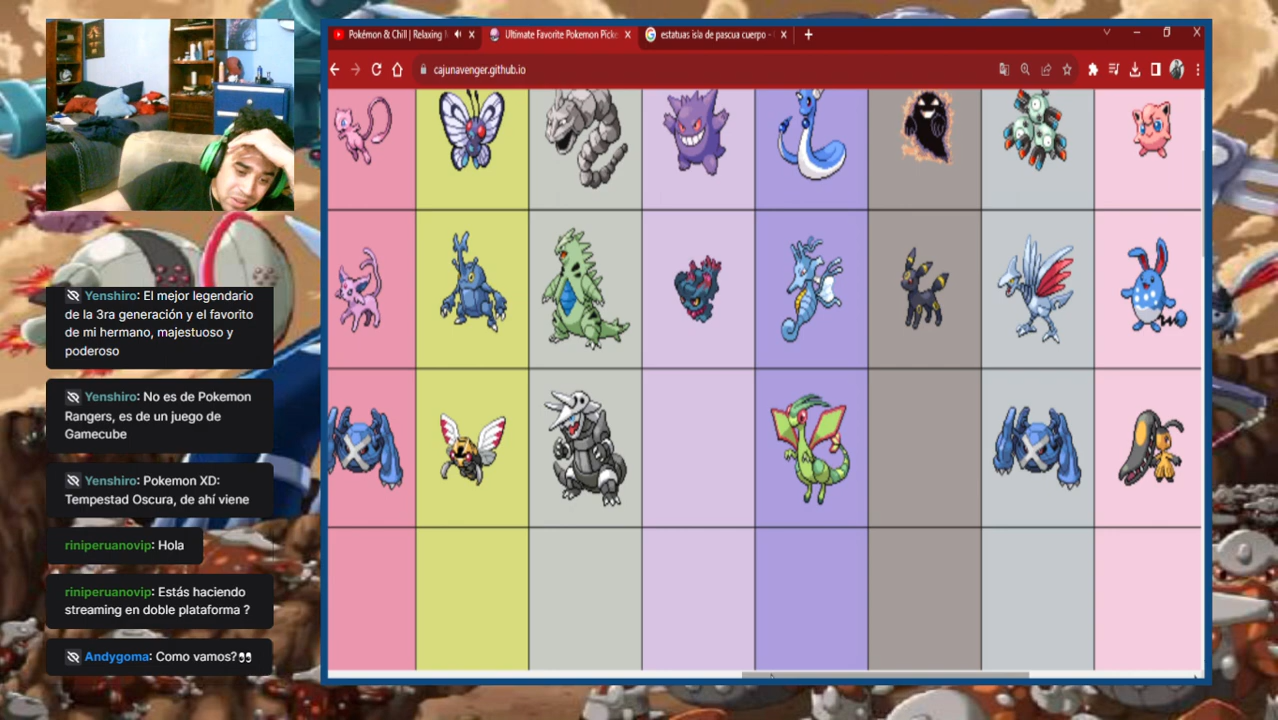 Pokémon & Chill | Relaxing
Ultimate Favorite Pokemon Picke
estatuas isla de pascua cuerpo -
cajunavenger.github.io
Yenshiro: El mejor legendario
de la 3ra generación y el favorito
de mi hermano, majestuoso y
poderoso
Yenshiro: No es de Pokemon
Rangers, es de un juego de
Gamecube
Yenshiro: Pokemon XD:
Tempestad Oscura, de ahí viene
riniperuanovip: Hola
riniperuanovip: Estás haciendo
streaming en doble plataforma ?
Andygoma: Como vamos?👀